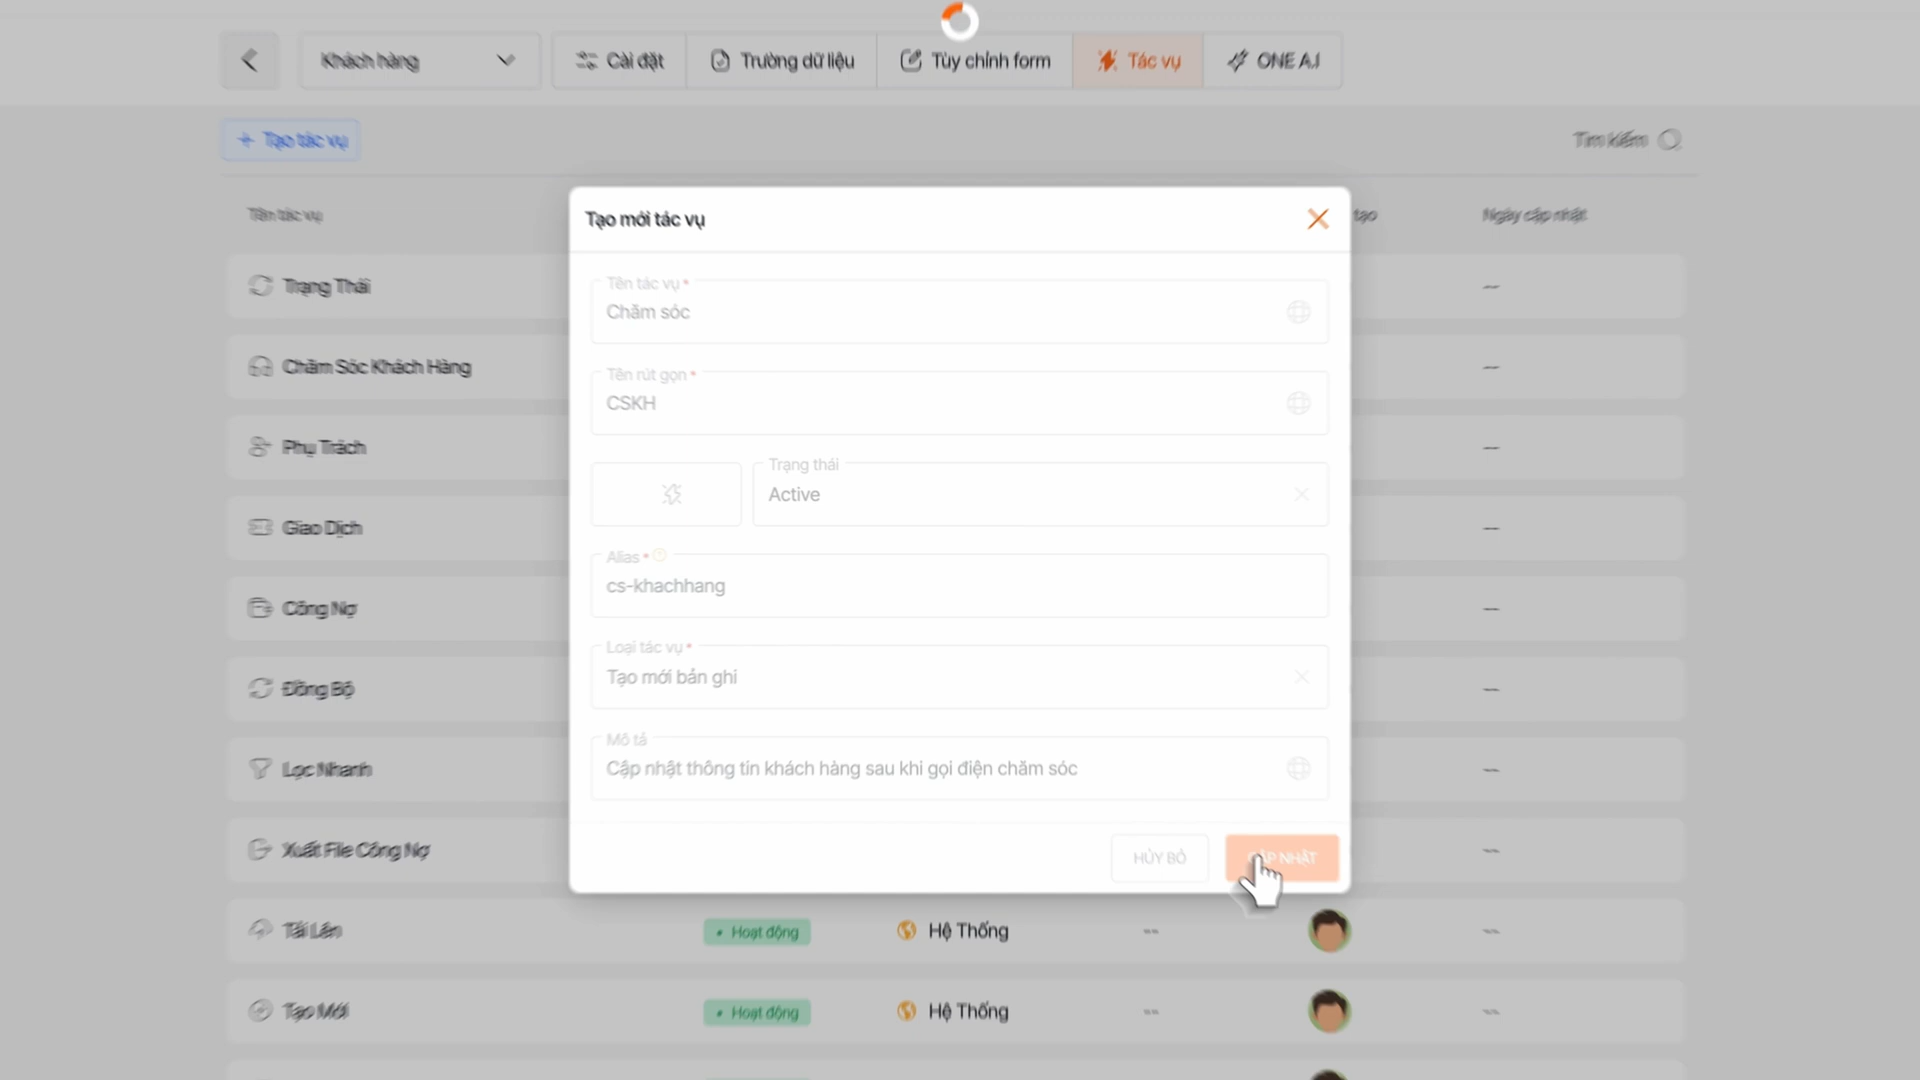 Khách hàng
Cài đặt
Trường dữ liệu
Tùy chỉnh form
Tác vụ
ONE A.I
+ Tạo tác vụ
Tìm kiếm
Tên tác vụ
tạo
Ngày cập nhật
Tạo mới tác vụ
Tên tác vụ *
Chăm sóc
Tên rút gọn *
CSKH
Trạng thái
Active
Alias *
cs-khachhang
Loại tác vụ *
Tạo mới bản ghi
Mô tả
Cập nhật thông tin khách hàng sau khi gọi điện chăm sóc
HỦY BỎ
CẬP NHẬT
Trạng Thái
--
Chăm Sóc Khách Hàng
--
Phụ Trách
--
Giao Dịch
--
Công Nợ
--
Đồng Bộ
--
Lọc Nhanh
--
Xuất File Công Nợ
--
Tải Lên
• Hoạt động
Hệ Thống
--
--
Tạo Mới
• Hoạt động
Hệ Thống
--
--